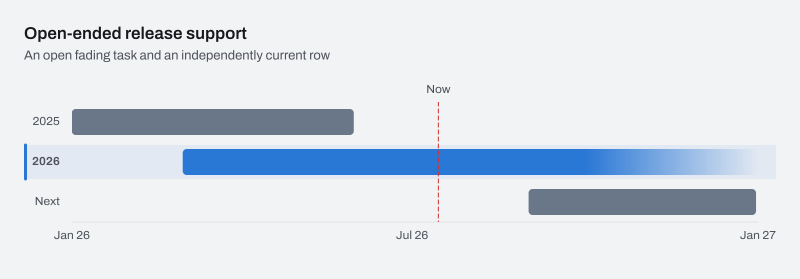 Open-ended release support
An open fading task and an independently current row
Now
2025
2026
Next
Jan 26 Jul 26 Jan 27